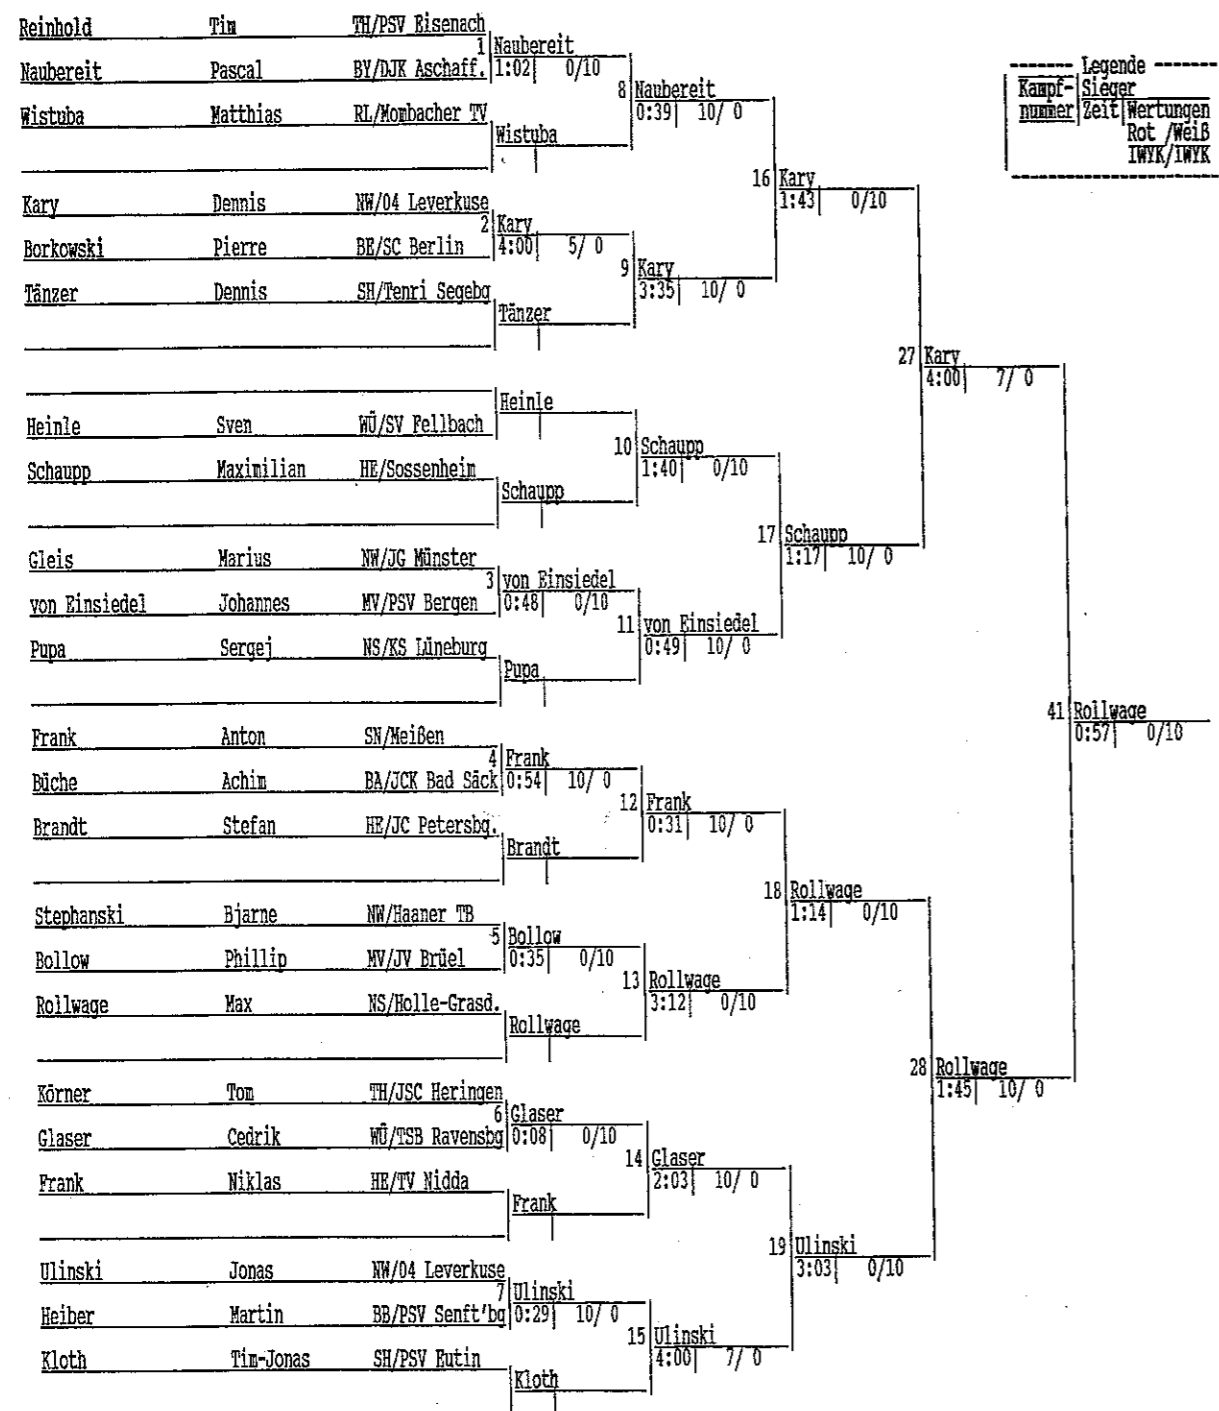 Reinhold Tim TH/PSV Eisenach
1 Naubereit
Naubereit Pascal BY/DJK Aschaff. 1:02 0/10
------- Legende -------
Kampf- Sieger
nummer Zeit Wertungen
Rot /Weiß
IWYK/IWYK
8 Naubereit
0:39 10/ 0
Wistuba Matthias RL/Mombacher TV
Wistuba
16 Kary
1:43 0/10
Kary Dennis NW/04 Leverkuse
2 Kary
Borkowski Pierre BE/SC Berlin 4:00 5/ 0
9 Kary
3:35 10/ 0
Tänzer Dennis SH/Tenri Segebg
Tänzer
27 Kary
4:00 7/ 0
Heinle
Heinle Sven WÜ/SV Fellbach
10 Schaupp
1:40 0/10
Schaupp Maximilian HE/Sossenheim
Schaupp
17 Schaupp
1:17 10/ 0
Gleis Marius NW/JG Münster
3 von Einsiedel
von Einsiedel Johannes MV/PSV Bergen 0:48 0/10
11 von Einsiedel
0:49 10/ 0
Pupa Sergej NS/KS Lüneburg
Pupa
41 Rollwage
0:57 0/10
Frank Anton SN/Meißen
4 Frank
Büche Achim BA/JCK Bad Säck 0:54 10/ 0
12 Frank
0:31 10/ 0
Brandt Stefan HE/JC Petersbg.
Brandt
18 Rollwage
1:14 0/10
Stephanski Bjarne NW/Haaner TB
5 Bollow
Bollow Phillip MV/JV Brüel 0:35 0/10
13 Rollwage
3:12 0/10
Rollwage Max NS/Holle-Grasd.
Rollwage
28 Rollwage
1:45 10/ 0
Körner Tom TH/JSC Heringen
6 Glaser
Glaser Cedrik WÜ/TSB Ravensbg 0:08 0/10
14 Glaser
2:03 10/ 0
Frank Niklas HE/TV Nidda
Frank
19 Ulinski
3:03 0/10
Ulinski Jonas NW/04 Leverkuse
7 Ulinski
Heiber Martin BB/PSV Senft'bg 0:29 10/ 0
15 Ulinski
4:00 7/ 0
Kloth Tim-Jonas SH/PSV Eutin
Kloth